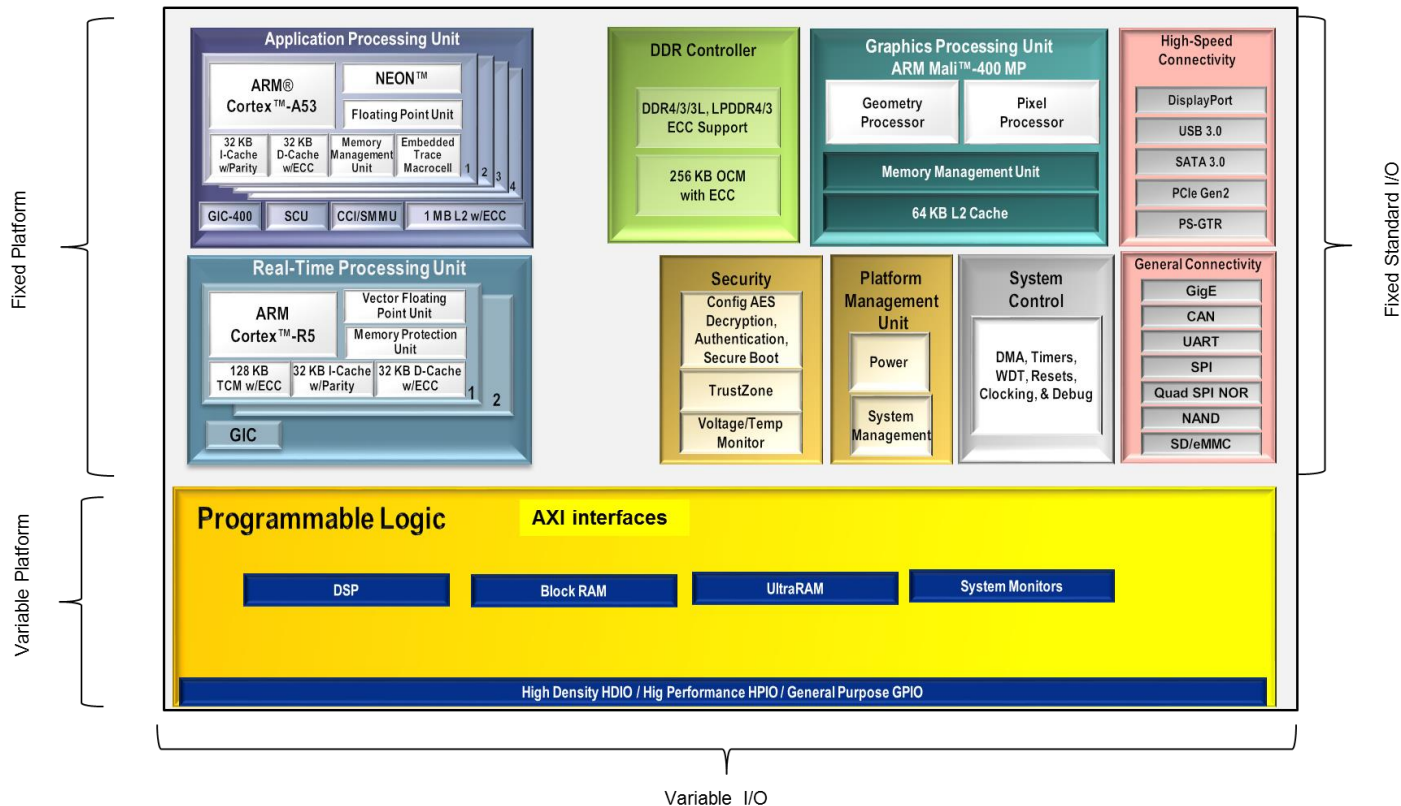 Fixed Platform
Variable Platform
Application Processing Unit
ARM®
Cortex™-A53
NEON™
Floating Point Unit
32 KB
I-Cache
w/Parity
32 KB
D-Cache
w/ECC
Memory
Management
Unit
Embedded
Trace
Macrocell
1
2
3
4
GIC-400
SCU
CCI/SMMU
1 MB L2 w/ECC
Real-Time Processing Unit
ARM
Cortex™-R5
Vector Floating
Point Unit
Memory Protection
Unit
128 KB
TCM w/ECC
32 KB I-Cache
w/Parity
32 KB D-Cache
w/ECC
1
2
GIC
DDR Controller
DDR4/3/3L, LPDDR4/3
ECC Support
256 KB OCM
with ECC
Graphics Processing Unit
ARM Mali™-400 MP
Geometry
Processor
Pixel
Processor
Memory Management Unit
64 KB L2 Cache
High-Speed
Connectivity
DisplayPort
USB 3.0
SATA 3.0
PCIe Gen2
PS-GTR
Security
Config AES
Decryption,
Authentication,
Secure Boot
TrustZone
Voltage/Temp
Monitor
Platform
Management
Unit
Power
System
Management
System
Control
DMA, Timers,
WDT, Resets,
Clocking, & Debug
General Connectivity
GigE
CAN
UART
SPI
Quad SPI NOR
NAND
SD/eMMC
Fixed Standard I/O
Programmable Logic
AXI interfaces
DSP
Block RAM
UltraRAM
System Monitors
High Density HDIO / Hig Performance HPIO / General Purpose GPIO
Variable I/O